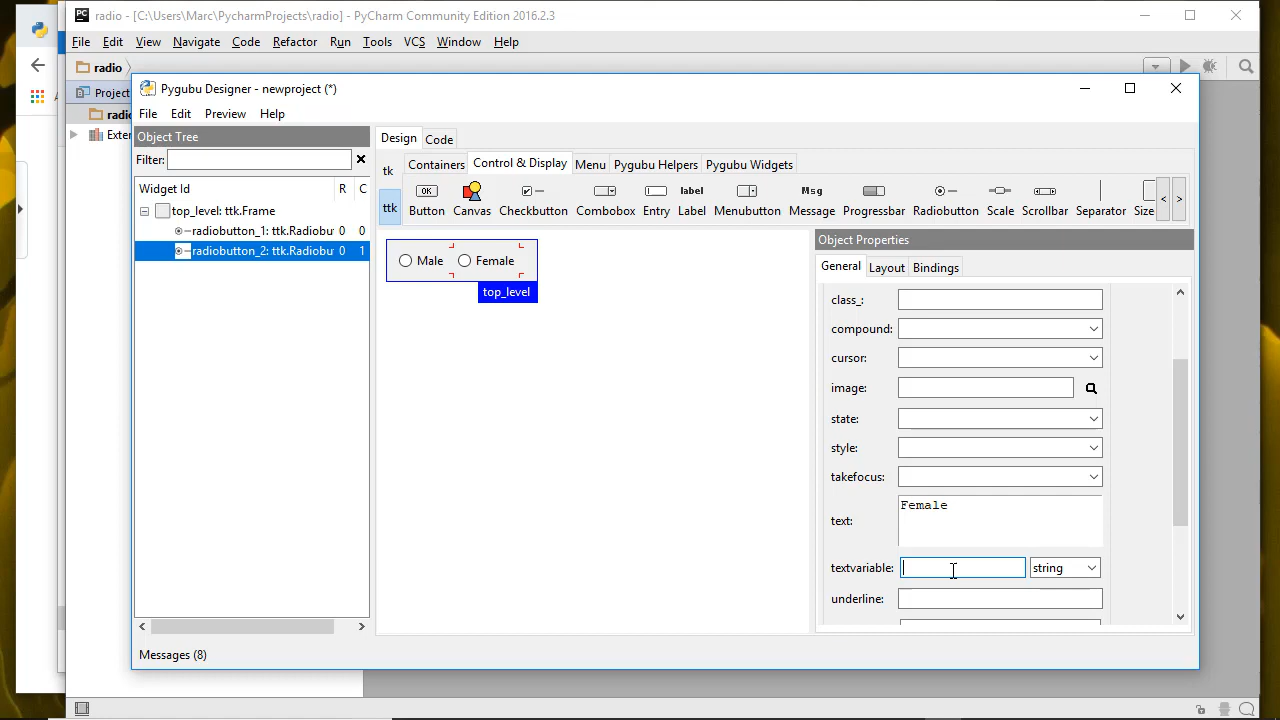 radio - [C:\Users\Marc\PycharmProjects\radio] - PyCharm Community Edition 2016.2.3
File Edit View Navigate Code Refactor Run Tools VCS Window Help
radio
Project
Pygubu Designer - newproject (*)
File Edit Preview Help
Object Tree
Filter:
Widget Id R C
top_level: ttk.Frame
radiobutton_1: ttk.Radiobu 0 0
radiobutton_2: ttk.Radiobu 0 1
Design Code
tk
ttk
Containers Control & Display Menu Pygubu Helpers Pygubu Widgets
OK label Msg
Button Canvas Checkbutton Combobox Entry Label Menubutton Message Progressbar Radiobutton Scale Scrollbar Separator Size
Male Female
top_level
Object Properties
General Layout Bindings
class_:
compound:
cursor:
image:
state:
style:
takefocus:
text: Female
textvariable: string
underline:
Messages (8)